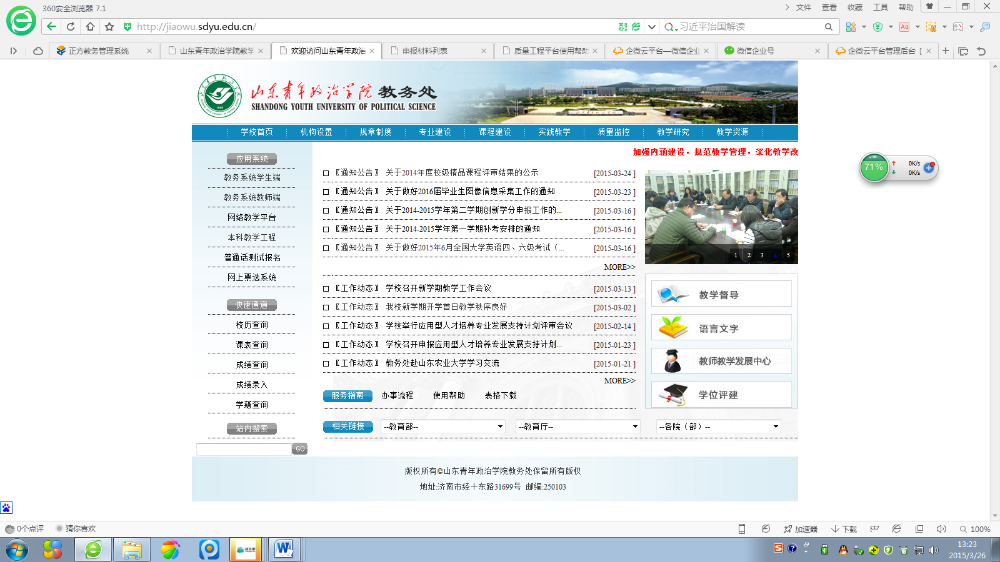 360安全浏览器 7.1
文件 查看 收藏 工具 帮助
http://jiaowu.sdyu.edu.cn/
习近平治国解读
正方教务管理系统
山东青年政治学院教学
欢迎访问山东青年政治
申报材料列表
质量工程平台使用帮助
企微云平台—微信企业
微信企业号
企微云平台管理后台
山东青年政治学院 教务处
SHANDONG YOUTH UNIVERSITY OF POLITICAL SCIENCE
学校首页 机构设置 规章制度 专业建设 课程建设 实践教学 质量监控 教学研究 教学资源
加强内涵建设，规范教学管理，深化教学改
应用系统
教务系统学生端
教务系统教师端
网络教学平台
本科教学工程
普通话测试报名
网上票选系统
快速通道
校历查询
课表查询
成绩查询
成绩录入
学籍查询
站内搜索
GO
〖通知公告〗 关于2014年度校级精品课程评审结果的公示 [2015-03-24 ]
〖通知公告〗 关于做好2016届毕业生图像信息采集工作的通知 [2015-03-23 ]
〖通知公告〗 关于2014-2015学年第二学期创新学分申报工作的... [2015-03-16 ]
〖通知公告〗 关于2014-2015学年第一学期补考安排的通知 [2015-03-16 ]
〖通知公告〗 关于做好2015年6月全国大学英语四、六级考试（... [2015-03-16 ]
MORE>>
〖工作动态〗 学校召开新学期教学工作会议 [2015-03-13 ]
〖工作动态〗 我校新学期开学首日教学秩序良好 [2015-03-02 ]
〖工作动态〗 学校举行应用型人才培养专业发展支持计划评审会议 [2015-02-14 ]
〖工作动态〗 学校召开申报应用型人才培养专业发展支持计划... [2015-01-23 ]
〖工作动态〗 教务处赴山东农业大学学习交流 [2015-01-21 ]
MORE>>
服务指南 办事流程 使用帮助 表格下载
相关链接 --教育部-- --教育厅-- --各院（部）--
1 2 3 4 5
教学督导
语言文字
教师教学发展中心
学位评建
71%
0K/s
0K/s
版权所有©山东青年政治学院教务处保留所有版权
地址:济南市经十东路31699号 邮编:250103
0个点评 猜你喜欢
加速器 下载 100%
13:23
2015/3/26